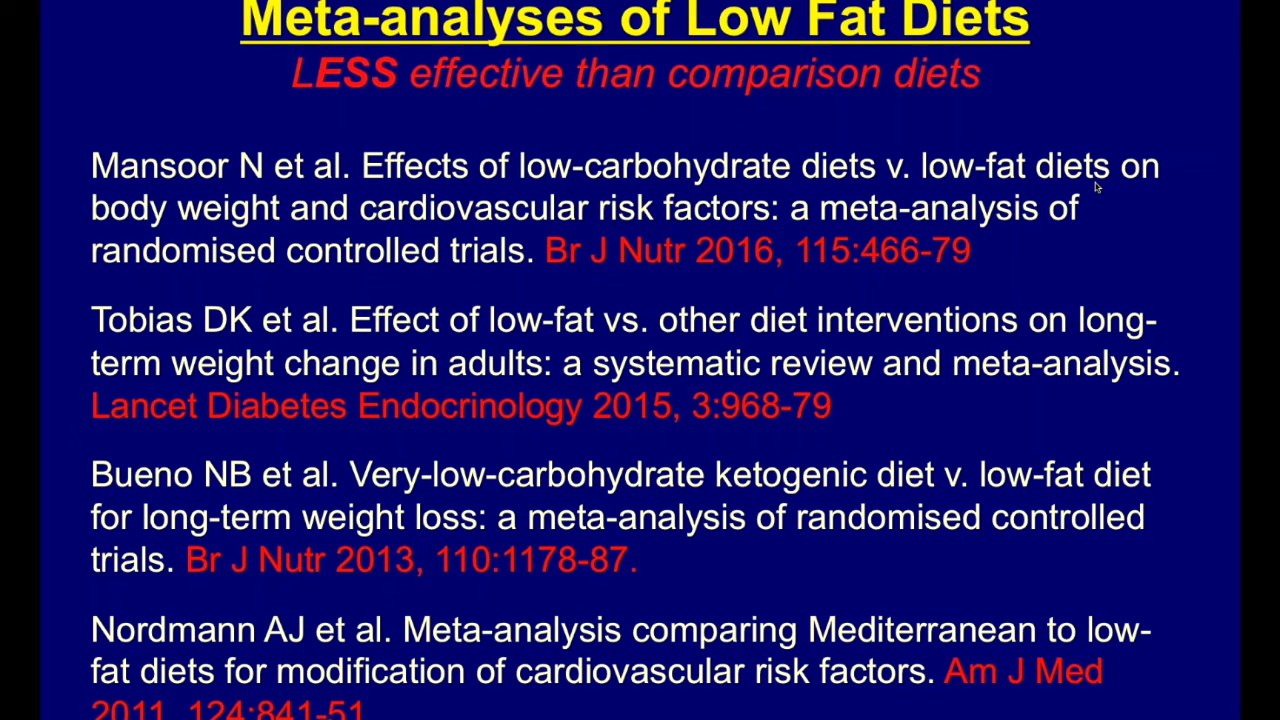 Meta-analyses of Low Fat Diets
LESS effective than comparison diets
Mansoor N et al. Effects of low-carbohydrate diets v. low-fat diets on
body weight and cardiovascular risk factors: a meta-analysis of
randomised controlled trials. Br J Nutr 2016, 115:466-79
Tobias DK et al. Effect of low-fat vs. other diet interventions on long-
term weight change in adults: a systematic review and meta-analysis.
Lancet Diabetes Endocrinology 2015, 3:968-79
Bueno NB et al. Very-low-carbohydrate ketogenic diet v. low-fat diet
for long-term weight loss: a meta-analysis of randomised controlled
trials. Br J Nutr 2013, 110:1178-87.
Nordmann AJ et al. Meta-analysis comparing Mediterranean to low-
fat diets for modification of cardiovascular risk factors. Am J Med
2011, 124:841-51